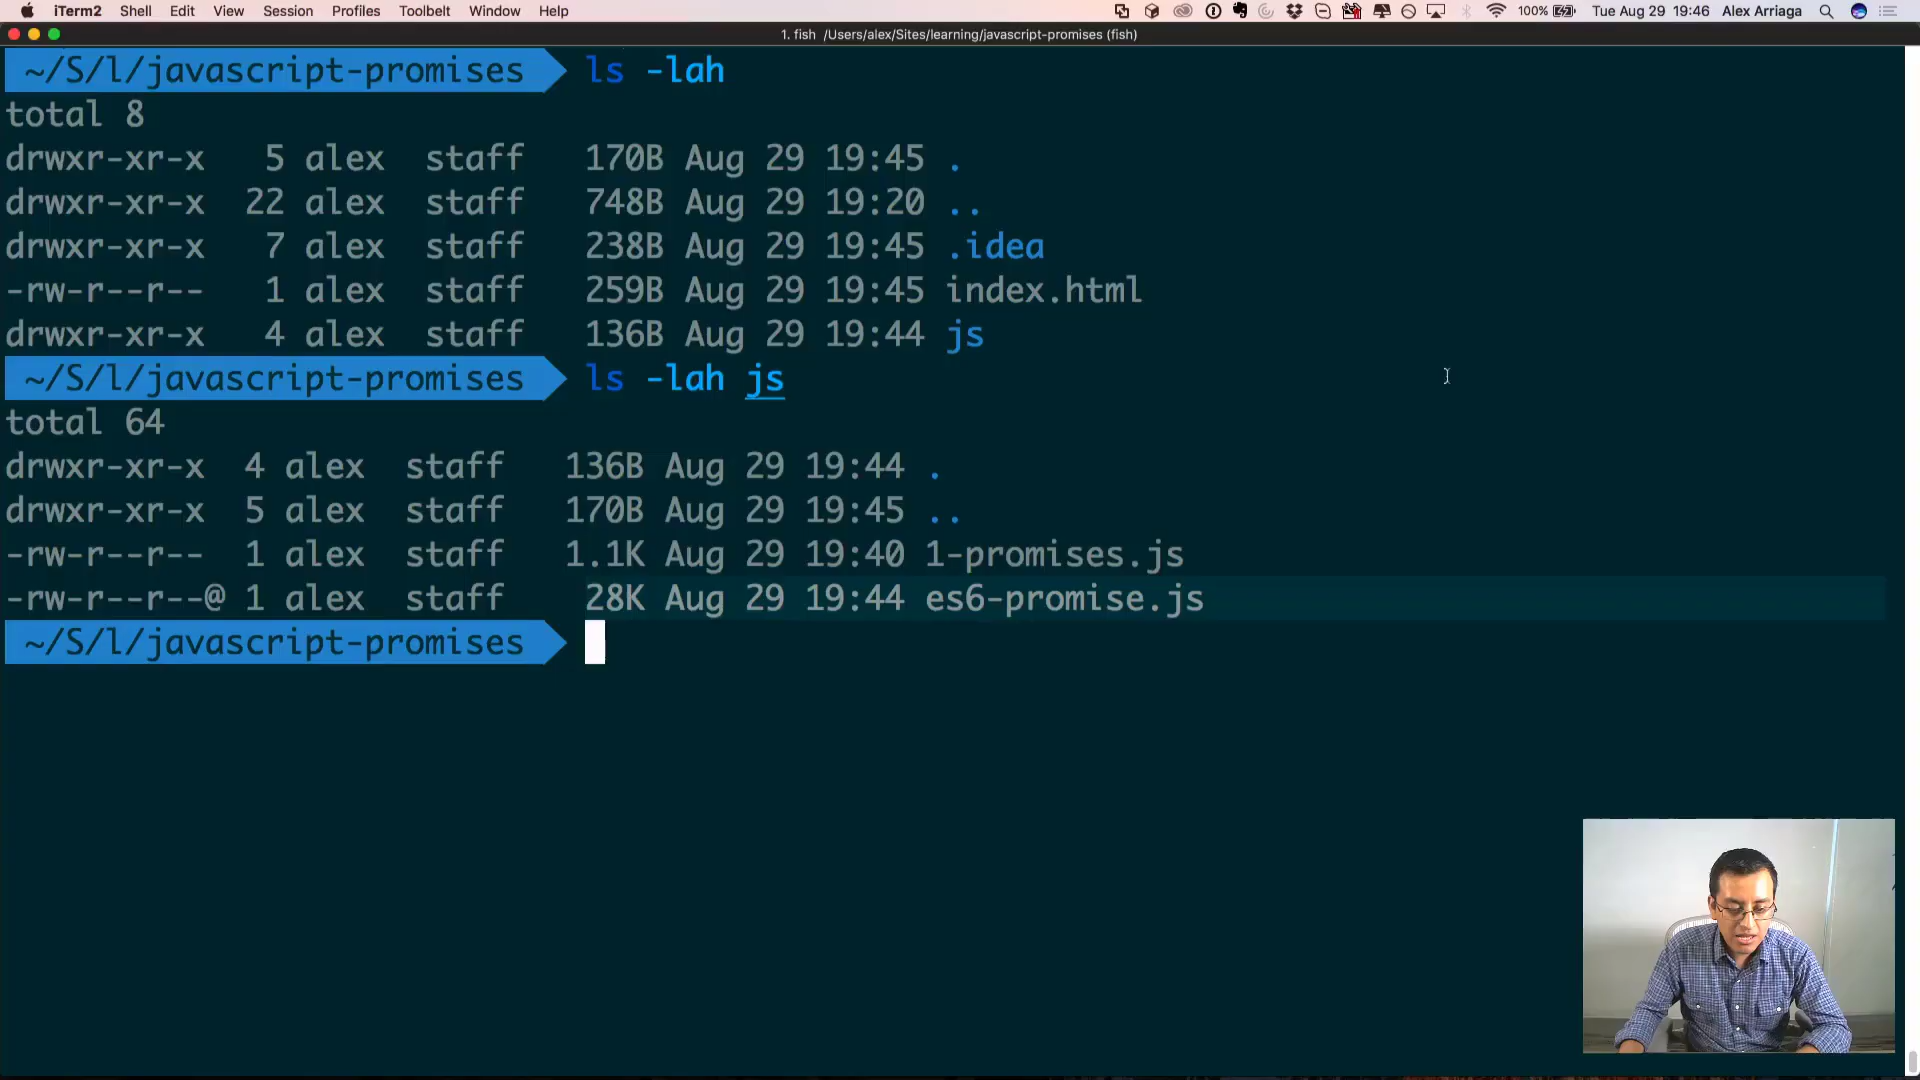 iTerm2 Shell Edit View Session Profiles Toolbelt Window Help 100% Tue Aug 29 19:46 Alex Arriaga
1. fish /Users/alex/Sites/learning/javascript-promises (fish)
~/S/l/javascript-promises ls -lah
total 8
drwxr-xr-x 5 alex staff 170B Aug 29 19:45 .
drwxr-xr-x 22 alex staff 748B Aug 29 19:20 ..
drwxr-xr-x 7 alex staff 238B Aug 29 19:45 .idea
-rw-r--r-- 1 alex staff 259B Aug 29 19:45 index.html
drwxr-xr-x 4 alex staff 136B Aug 29 19:44 js
~/S/l/javascript-promises ls -lah js
total 64
drwxr-xr-x 4 alex staff 136B Aug 29 19:44 .
drwxr-xr-x 5 alex staff 170B Aug 29 19:45 ..
-rw-r--r-- 1 alex staff 1.1K Aug 29 19:40 1-promises.js
-rw-r--r--@ 1 alex staff 28K Aug 29 19:44 es6-promise.js
~/S/l/javascript-promises